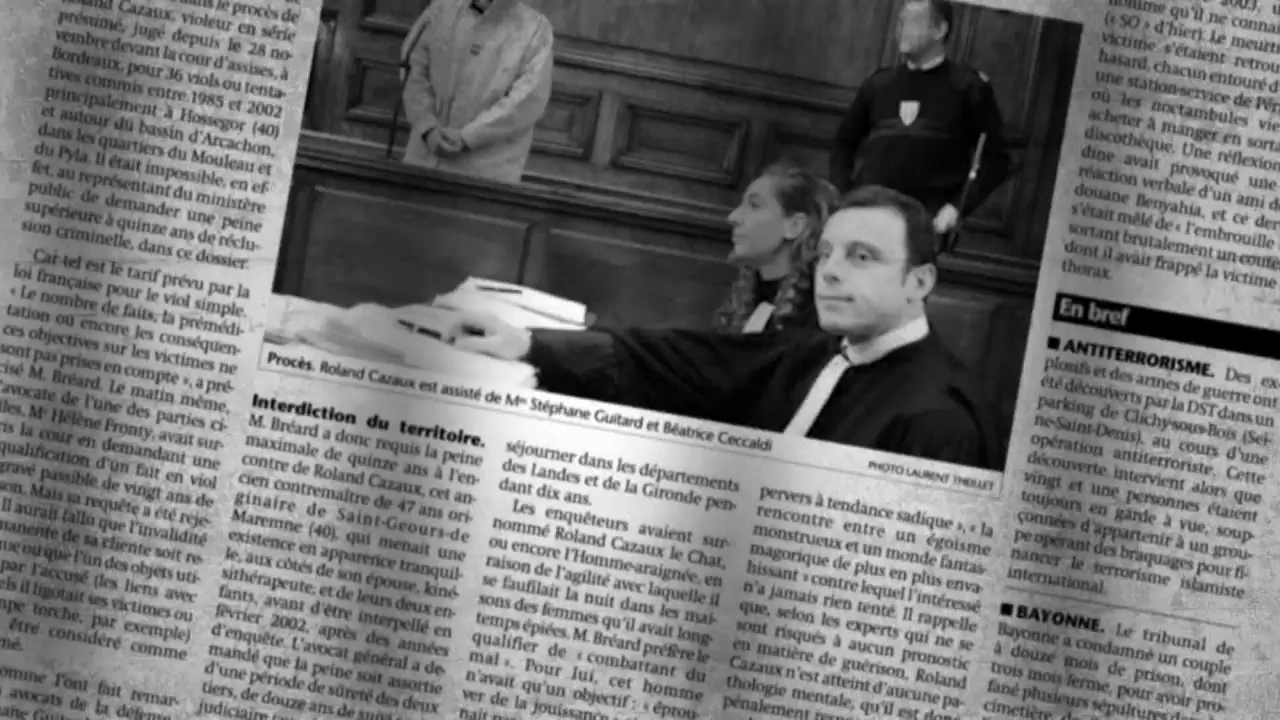 dans le procès de
Roland Cazaux, violeur en série
présumé, jugé depuis le 28 no-
vembre devant la cour d'assises, à
Bordeaux, pour 36 viols ou tenta-
tives commis entre 1985 et 2002
principalement à Hossegor (40)
et autour du bassin d'Arcachon,
dans les quartiers du Mouleau et
du Pyla. Il était impossible, en ef-
fet, au représentant du ministère
public de demander une peine
supérieure à quinze ans de réclu-
sion criminelle, dans ce dossier.
Car tel est le tarif prévu par la
loi française pour le viol simple.
« Le nombre de faits, la prémédi-
tation ou encore les conséquen-
ces objectives sur les victimes ne
sont pas prises en compte », a pré-
cisé M. Bréard. Le matin même,
l'avocate de l'une des parties ci-
viles, Mᵉ Hélène Fronty, avait sur-
pris la cour en demandant une
qualification d'un fait en viol
aggravé passible de vingt ans de
Mais sa requête a été reje-
Il aurait fallu que l'invalidité
permanente de sa cliente soit re-
ou que l'un des objets uti-
par l'accusé (les liens avec
lesquels il ligotait ses victimes ou
lampe torche, par exemple)
être considéré comme
l'ont fait remar-
avocats de la défense
Procès. Roland Cazaux est assisté de Mᵉˢ Stéphane Guitard et Béatrice Ceccaldi
PHOTO LAURENT THEILLET
Interdiction du territoire.
M. Bréard a donc requis la peine
maximale de quinze ans à l'en-
contre de Roland Cazaux, cet an-
cien contremaître de 47 ans ori-
ginaire de Saint-Geours-de
Maremne (40), qui menait une
existence en apparence tranquil-
le, aux côtés de son épouse, kiné-
sithérapeute, et de leurs deux en-
fants, avant d'être interpellé en
février 2002, après des années
d'enquête. L'avocat général a de-
mandé que la peine soit assortie
d'une période de sûreté des deux
tiers, de douze ans de suivi
judiciaire
séjourner dans les départements
des Landes et de la Gironde pen-
dant dix ans.
Les enquêteurs avaient sur-
nommé Roland Cazaux le Chat,
ou encore l'Homme-araignée, en
raison de l'agilité avec laquelle il
se faufilait la nuit dans les mai-
sons des femmes qu'il avait long-
temps épiées. M. Bréard préfère le
qualifier de « combattant du
mal ». Pour lui, cet homme
n'avait qu'un objectif : « éprou-
ver de la jouissance
pervers à tendance sadique », « la
rencontre entre un égoïsme
monstrueux et un monde fantas-
magorique de plus en plus enva-
hissant » contre lequel l'intéressé
n'a jamais rien tenté. Il rappelle
que, selon les experts qui ne se
sont risqués à aucun pronostic
en matière de guérison, Roland
Cazaux n'est atteint d'aucune pa-
thologie mentale, qu'il est donc
pénalement
2003,
homme qu'il ne connai
(« SO » d'hier). Le meurt
victime s'étaient retrou
hasard, chacun entouré d
une station-service de Pé
où les noctambules vie
acheter à manger en sorta
discothèque. Une réflexio
dine avait provoqué une
réaction verbale d'un ami d
douane Benyahia, et ce der
s'était mêlé de « l'embrouille
sortant brutalement un coute
dont il avait frappé la victime
thorax.
En bref
■ ANTITERRORISME. Des ex-
plosifs et des armes de guerre ont
été découverts par la DST dans un
parking de Clichy-sous-Bois (Sei-
ne-Saint-Denis), au cours d'une
opération antiterroriste. Cette
découverte intervient alors que
vingt et une personnes étaient
toujours en garde à vue, soup-
çonnées d'appartenir à un grou-
pe opérant des braquages pour fi-
nancer le terrorisme islamiste
international.
■ BAYONNE. Le tribunal de
Bayonne a condamné un couple
à douze mois de prison, dont
trois mois ferme, pour avoir pro-
fané plusieurs sépultures
cimetière